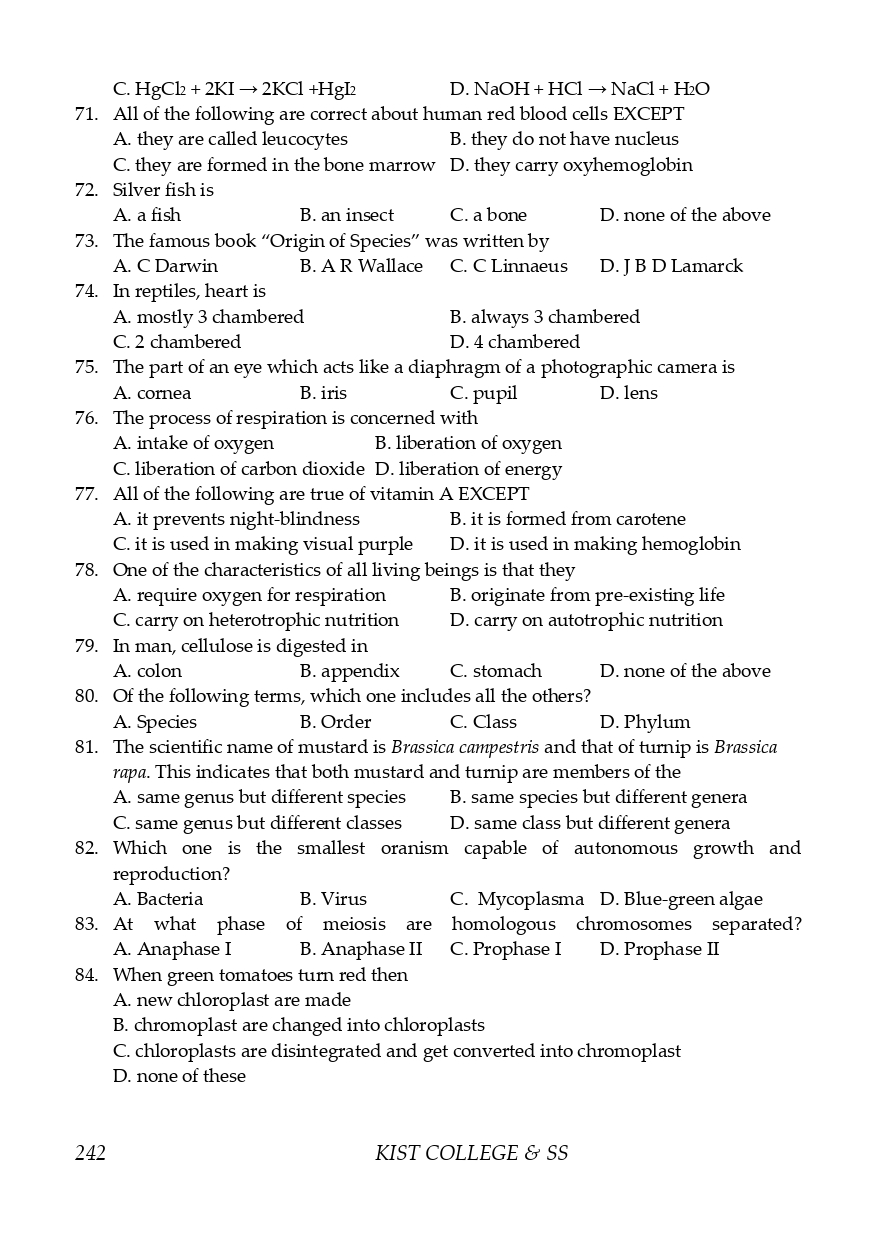 C. HgCl2 + 2KI → 2KCl +HgI2 D. NaOH + HCl → NaCl + H2O
71. All of the following are correct about human red blood cells EXCEPT
A. they are called leucocytes B. they do not have nucleus
C. they are formed in the bone marrow D. they carry oxyhemoglobin
72. Silver fish is
A. a fish B. an insect C. a bone D. none of the above
73. The famous book “Origin of Species” was written by
A. C Darwin B. A R Wallace C. C Linnaeus D. J B D Lamarck
74. In reptiles, heart is
A. mostly 3 chambered B. always 3 chambered
C. 2 chambered D. 4 chambered
75. The part of an eye which acts like a diaphragm of a photographic camera is
A. cornea B. iris C. pupil D. lens
76. The process of respiration is concerned with
A. intake of oxygen B. liberation of oxygen
C. liberation of carbon dioxide D. liberation of energy
77. All of the following are true of vitamin A EXCEPT
A. it prevents night-blindness B. it is formed from carotene
C. it is used in making visual purple D. it is used in making hemoglobin
78. One of the characteristics of all living beings is that they
A. require oxygen for respiration B. originate from pre-existing life
C. carry on heterotrophic nutrition D. carry on autotrophic nutrition
79. In man, cellulose is digested in
A. colon B. appendix C. stomach D. none of the above
80. Of the following terms, which one includes all the others?
A. Species B. Order C. Class D. Phylum
81. The scientific name of mustard is Brassica campestris and that of turnip is Brassica
rapa. This indicates that both mustard and turnip are members of the
A. same genus but different species B. same species but different genera
C. same genus but different classes D. same class but different genera
82. Which one is the smallest oranism capable of autonomous growth and
reproduction?
A. Bacteria B. Virus C. Mycoplasma D. Blue-green algae
83. At what phase of meiosis are homologous chromosomes separated?
A. Anaphase I B. Anaphase II C. Prophase I D. Prophase II
84. When green tomatoes turn red then
A. new chloroplast are made
B. chromoplast are changed into chloroplasts
C. chloroplasts are disintegrated and get converted into chromoplast
D. none of these
242 KIST COLLEGE & SS